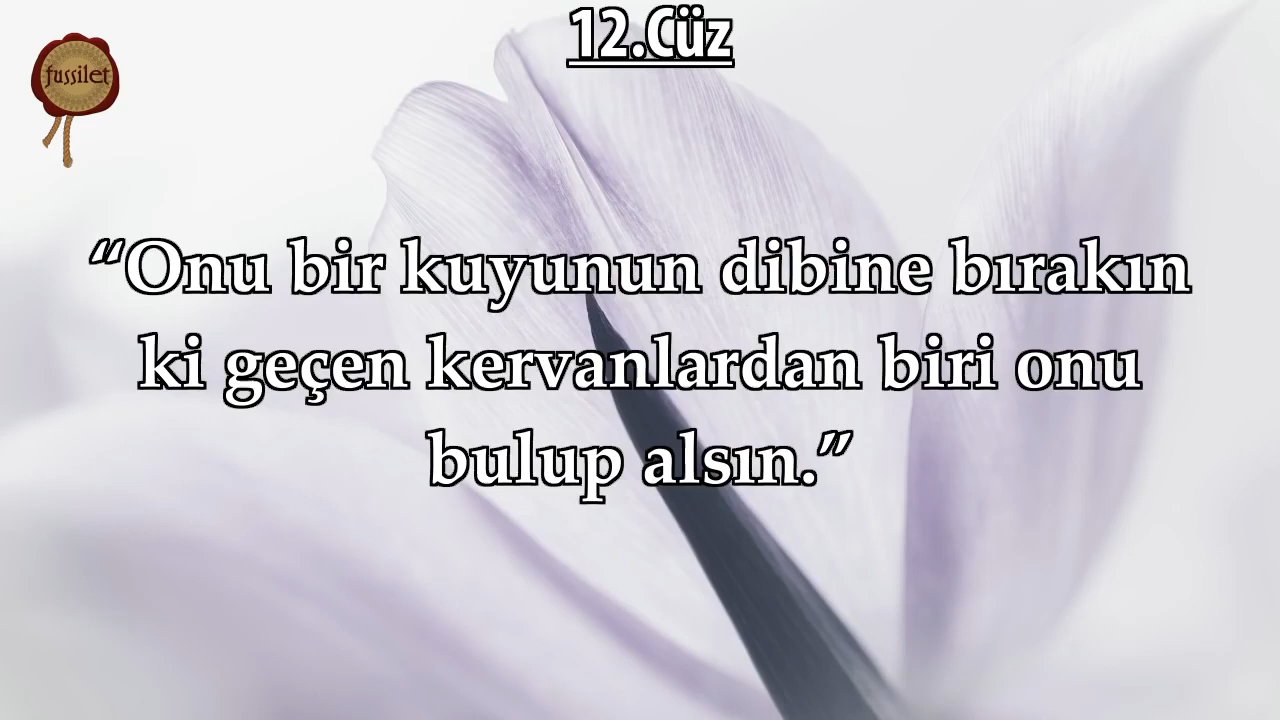 12.Cüz
fussilet
“Onu bir kuyunun dibine bırakın
ki geçen kervanlardan biri onu
bulup alsın.”